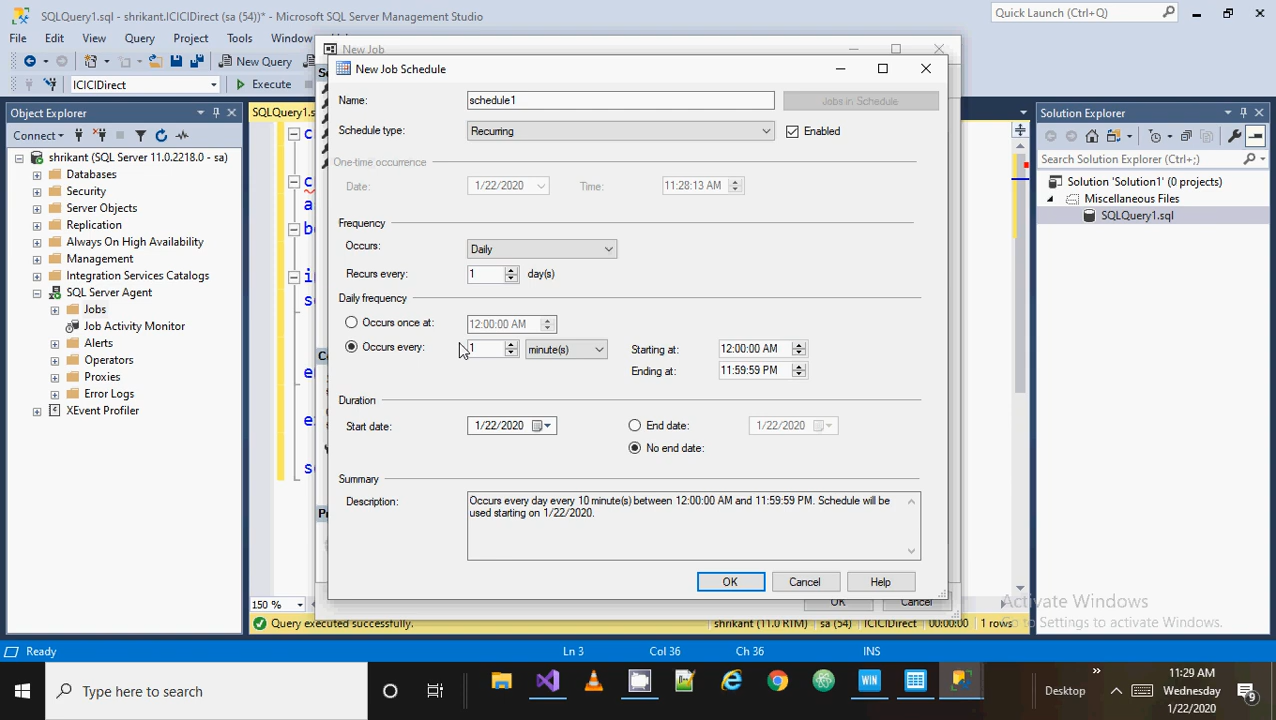 SQLQuery1.sql - shrikant.ICICIDirect (sa (54))* - Microsoft SQL Server Management Studio
Quick Launch (Ctrl+Q)
File Edit View Query Project Tools Window
New Query
ICICIDirect
Execute
Object Explorer
Connect
shrikant (SQL Server 11.0.2218.0 - sa)
Databases
Security
Server Objects
Replication
Always On High Availability
Management
Integration Services Catalogs
SQL Server Agent
Jobs
Job Activity Monitor
Alerts
Operators
Proxies
Error Logs
XEvent Profiler
SQLQuery1.s
150 %
Query executed successfully.
shrikant (11.0 RTM)
sa (54)
ICICIDirect
00:00:00
1 rows
New Job
OK
Cancel
New Job Schedule
Name:
schedule1
Jobs in Schedule
Schedule type:
Recurring
Enabled
One-time occurrence
Date:
1/22/2020
Time:
11:28:13 AM
Frequency
Occurs:
Daily
Recurs every:
1
day(s)
Daily frequency
Occurs once at:
12:00:00 AM
Occurs every:
1
minute(s)
Starting at:
12:00:00 AM
Ending at:
11:59:59 PM
Duration
Start date:
1/22/2020
End date:
1/22/2020
No end date:
Summary
Description:
Occurs every day every 10 minute(s) between 12:00:00 AM and 11:59:59 PM. Schedule will be
used starting on 1/22/2020.
OK
Cancel
Help
Solution Explorer
Search Solution Explorer (Ctrl+;)
Solution 'Solution1' (0 projects)
Miscellaneous Files
SQLQuery1.sql
Activate Windows
Go to Settings to activate Windows.
Ready
Ln 3
Col 36
Ch 36
INS
Type here to search
WIN
Desktop
11:29 AM
Wednesday
1/22/2020
9